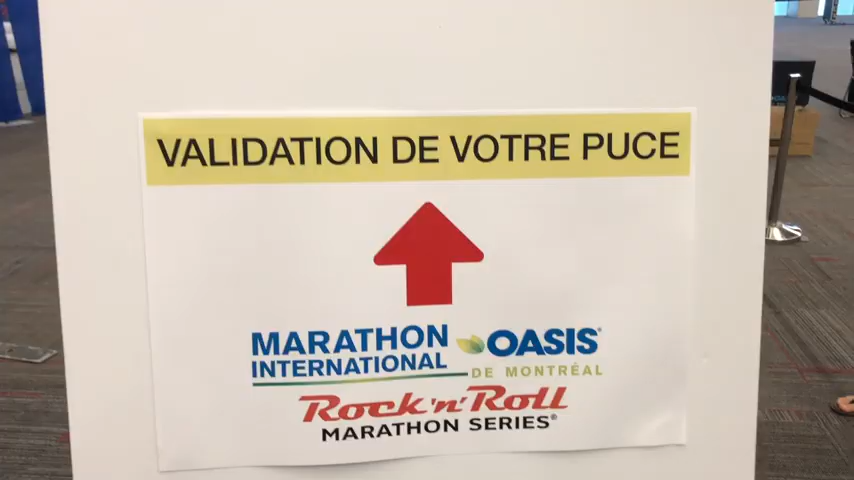 VALIDATION DE VOTRE PUCE
MARATHON OASIS®
INTERNATIONAL DE MONTRÉAL
Rock 'n' Roll
MARATHON SERIES®